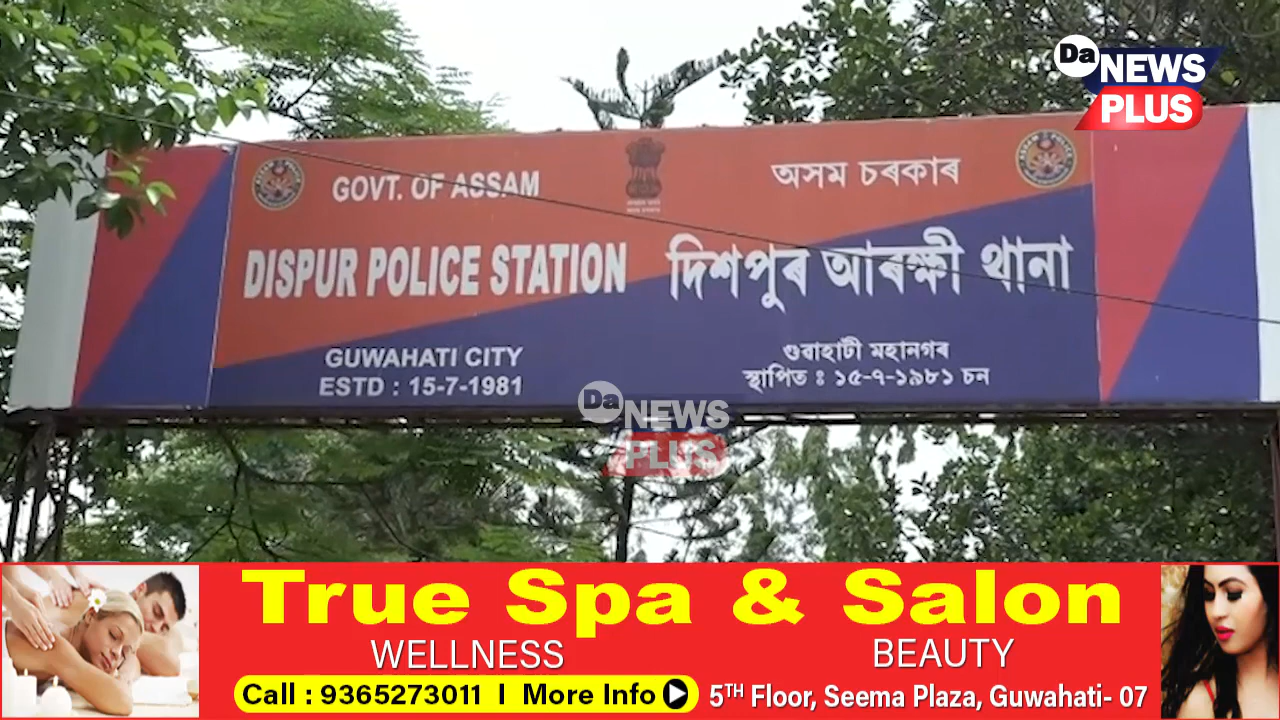 Da NEWS
PLUS
GOVT. OF ASSAM
অসম চৰকাৰ
DISPUR POLICE STATION
দিশপুৰ আৰক্ষী থানা
GUWAHATI CITY
ESTD : 15-7-1981
গুৱাহাটী মহানগৰ
স্থাপিত ঃ ১৫-৭-১৯৮১ চন
Da NEWS
PLUS
True Spa & Salon
WELLNESS
BEAUTY
Call : 9365273011 I More Info
5TH Floor, Seema Plaza, Guwahati- 07